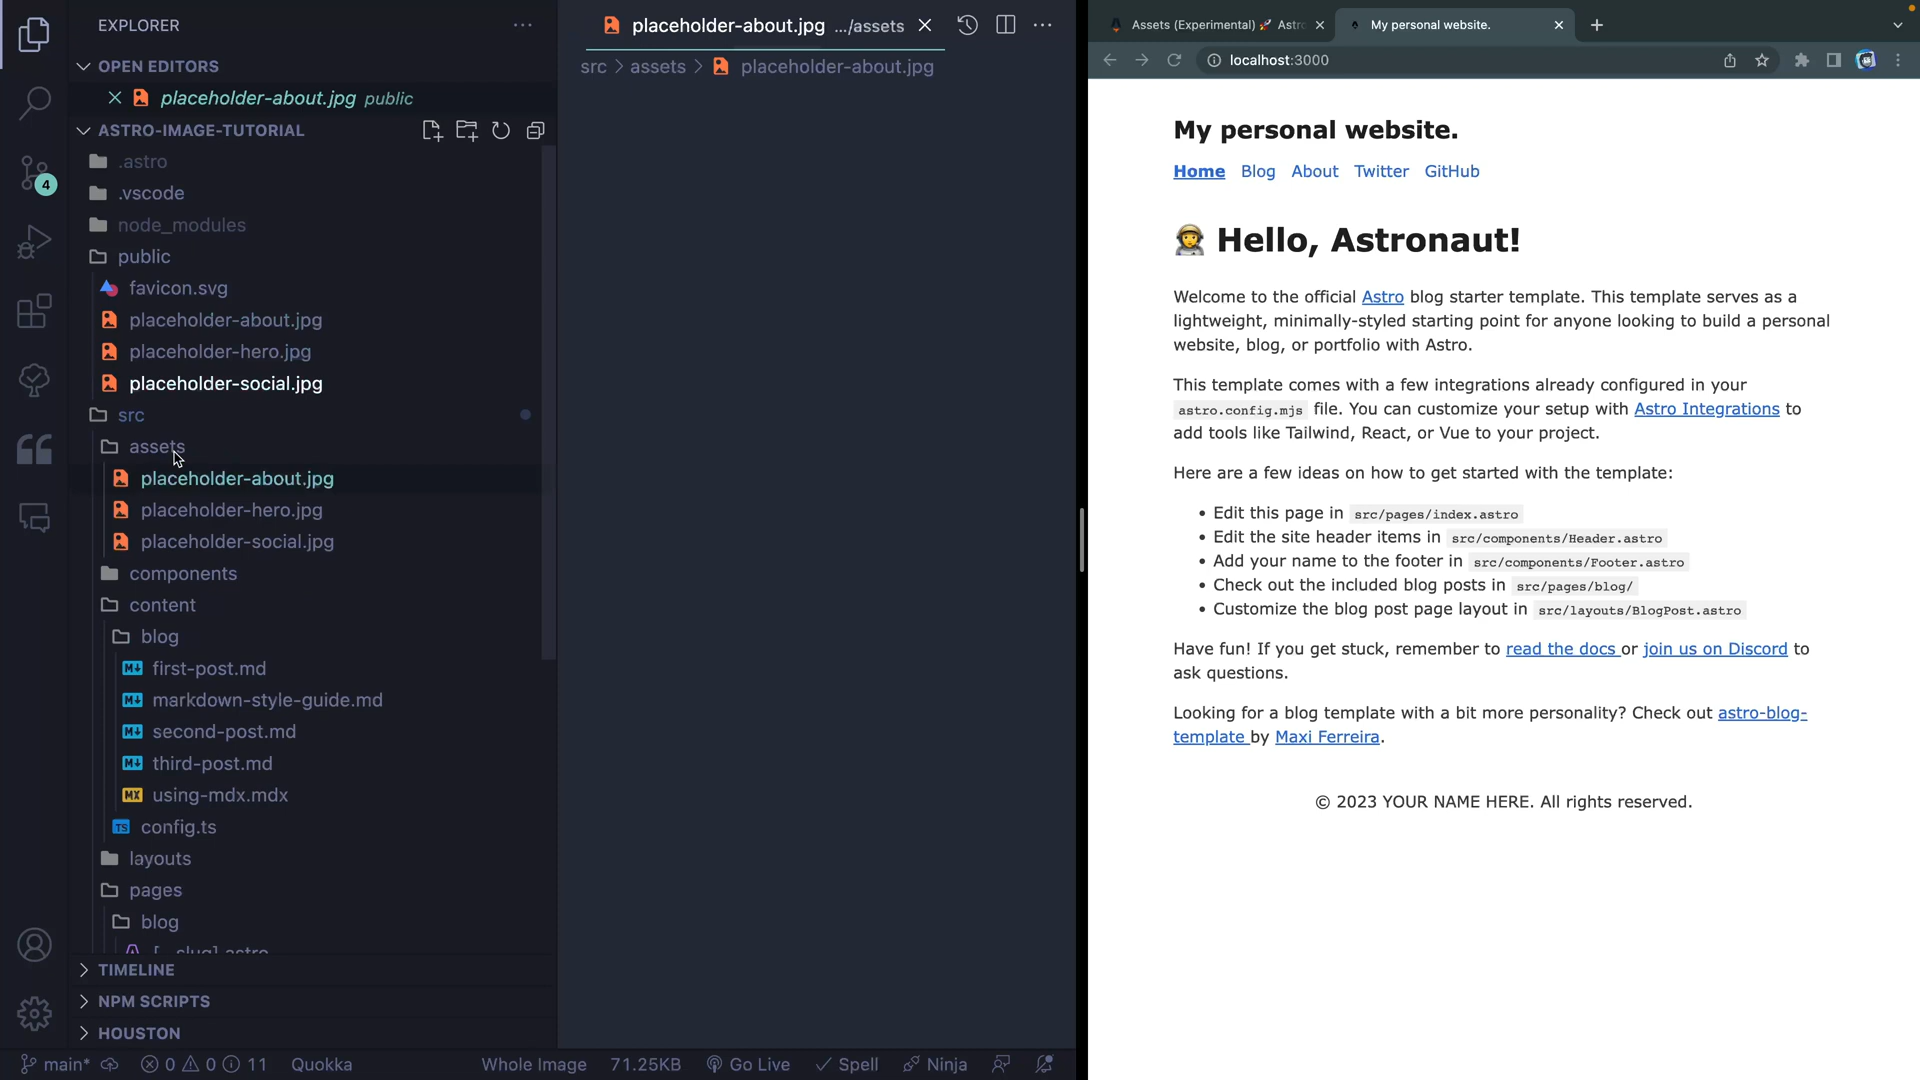 EXPLORER
OPEN EDITORS
placeholder-about.jpg public
ASTRO-IMAGE-TUTORIAL
.astro
.vscode
node_modules
public
favicon.svg
placeholder-about.jpg
placeholder-hero.jpg
placeholder-social.jpg
src
assets
placeholder-about.jpg
placeholder-hero.jpg
placeholder-social.jpg
components
content
blog
first-post.md
markdown-style-guide.md
second-post.md
third-post.md
using-mdx.mdx
config.ts
layouts
pages
blog
[...slug].astro
TIMELINE
NPM SCRIPTS
HOUSTON
4
placeholder-about.jpg .../assets
src > assets > placeholder-about.jpg
main* 0 0 11 Quokka Whole Image 71.25KB Go Live Spell Ninja
Assets (Experimental) 🚀 Astro
My personal website.
localhost:3000
My personal website.
Home Blog About Twitter GitHub
🧑‍🚀 Hello, Astronaut!
Welcome to the official Astro blog starter template. This template serves as a
lightweight, minimally-styled starting point for anyone looking to build a personal
website, blog, or portfolio with Astro.
This template comes with a few integrations already configured in your
astro.config.mjs file. You can customize your setup with Astro Integrations to
add tools like Tailwind, React, or Vue to your project.
Here are a few ideas on how to get started with the template:
• Edit this page in src/pages/index.astro
• Edit the site header items in src/components/Header.astro
• Add your name to the footer in src/components/Footer.astro
• Check out the included blog posts in src/pages/blog/
• Customize the blog post page layout in src/layouts/BlogPost.astro
Have fun! If you get stuck, remember to read the docs or join us on Discord to
ask questions.
Looking for a blog template with a bit more personality? Check out astro-blog-
template by Maxi Ferreira.
© 2023 YOUR NAME HERE. All rights reserved.